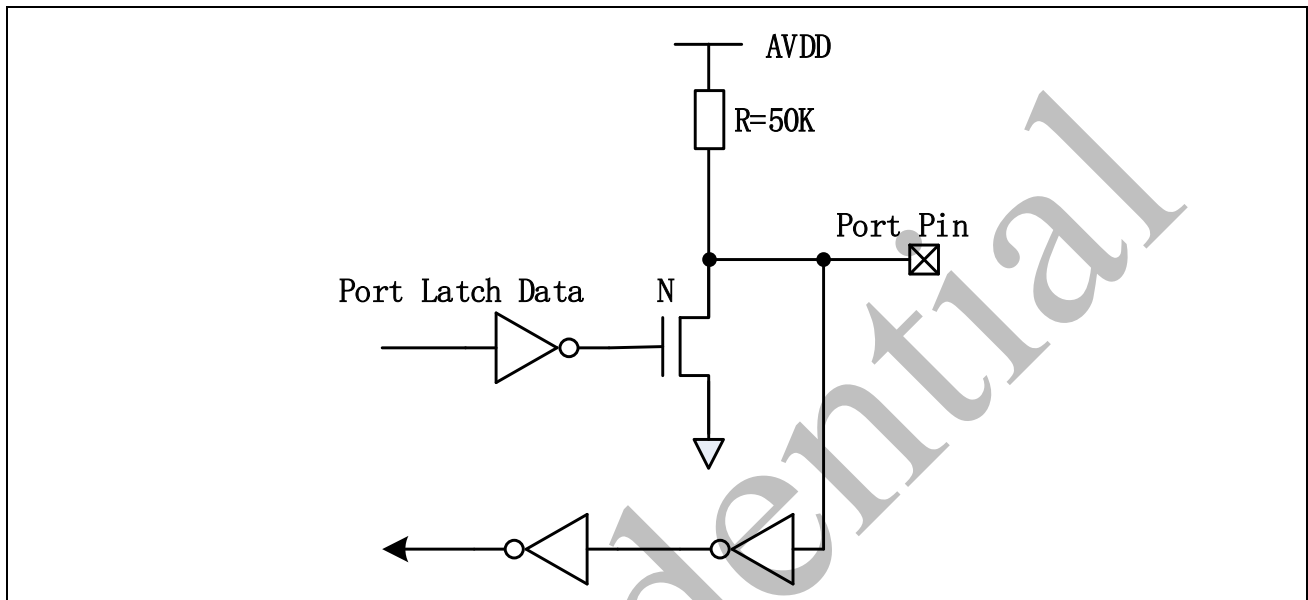 AVDD
R=50K
Port Pin
Port Latch Data
N
dential